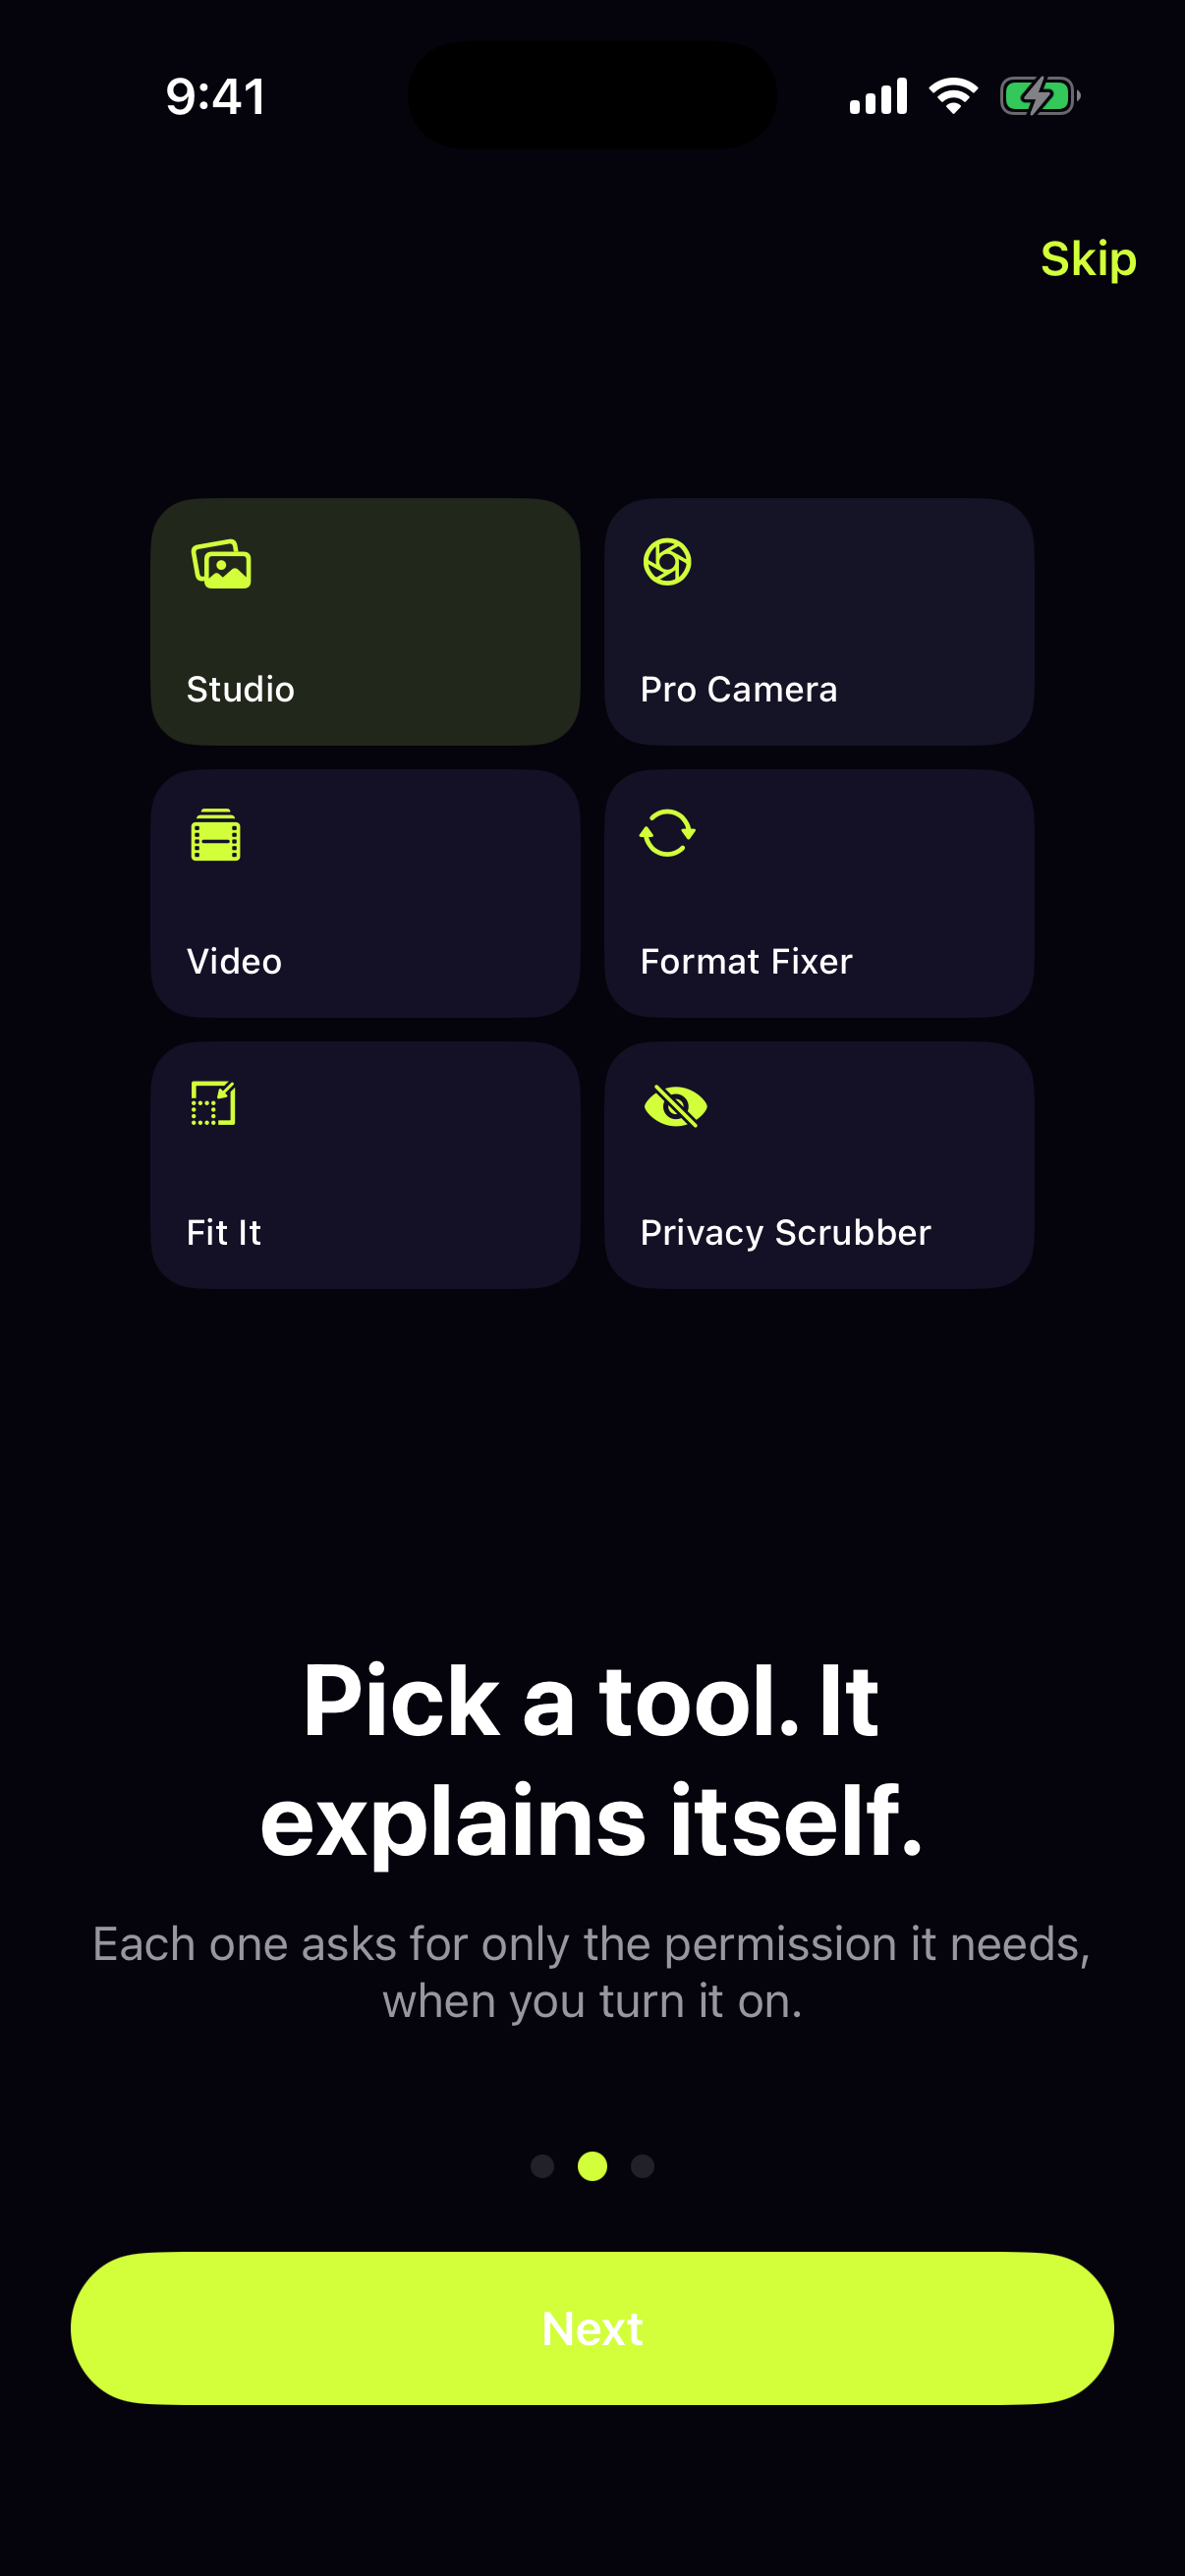 9:41
Skip
Studio
Pro Camera
Video
Format Fixer
Fit It
Privacy Scrubber
Pick a tool. It
explains itself.
Each one asks for only the permission it needs,
when you turn it on.
Next